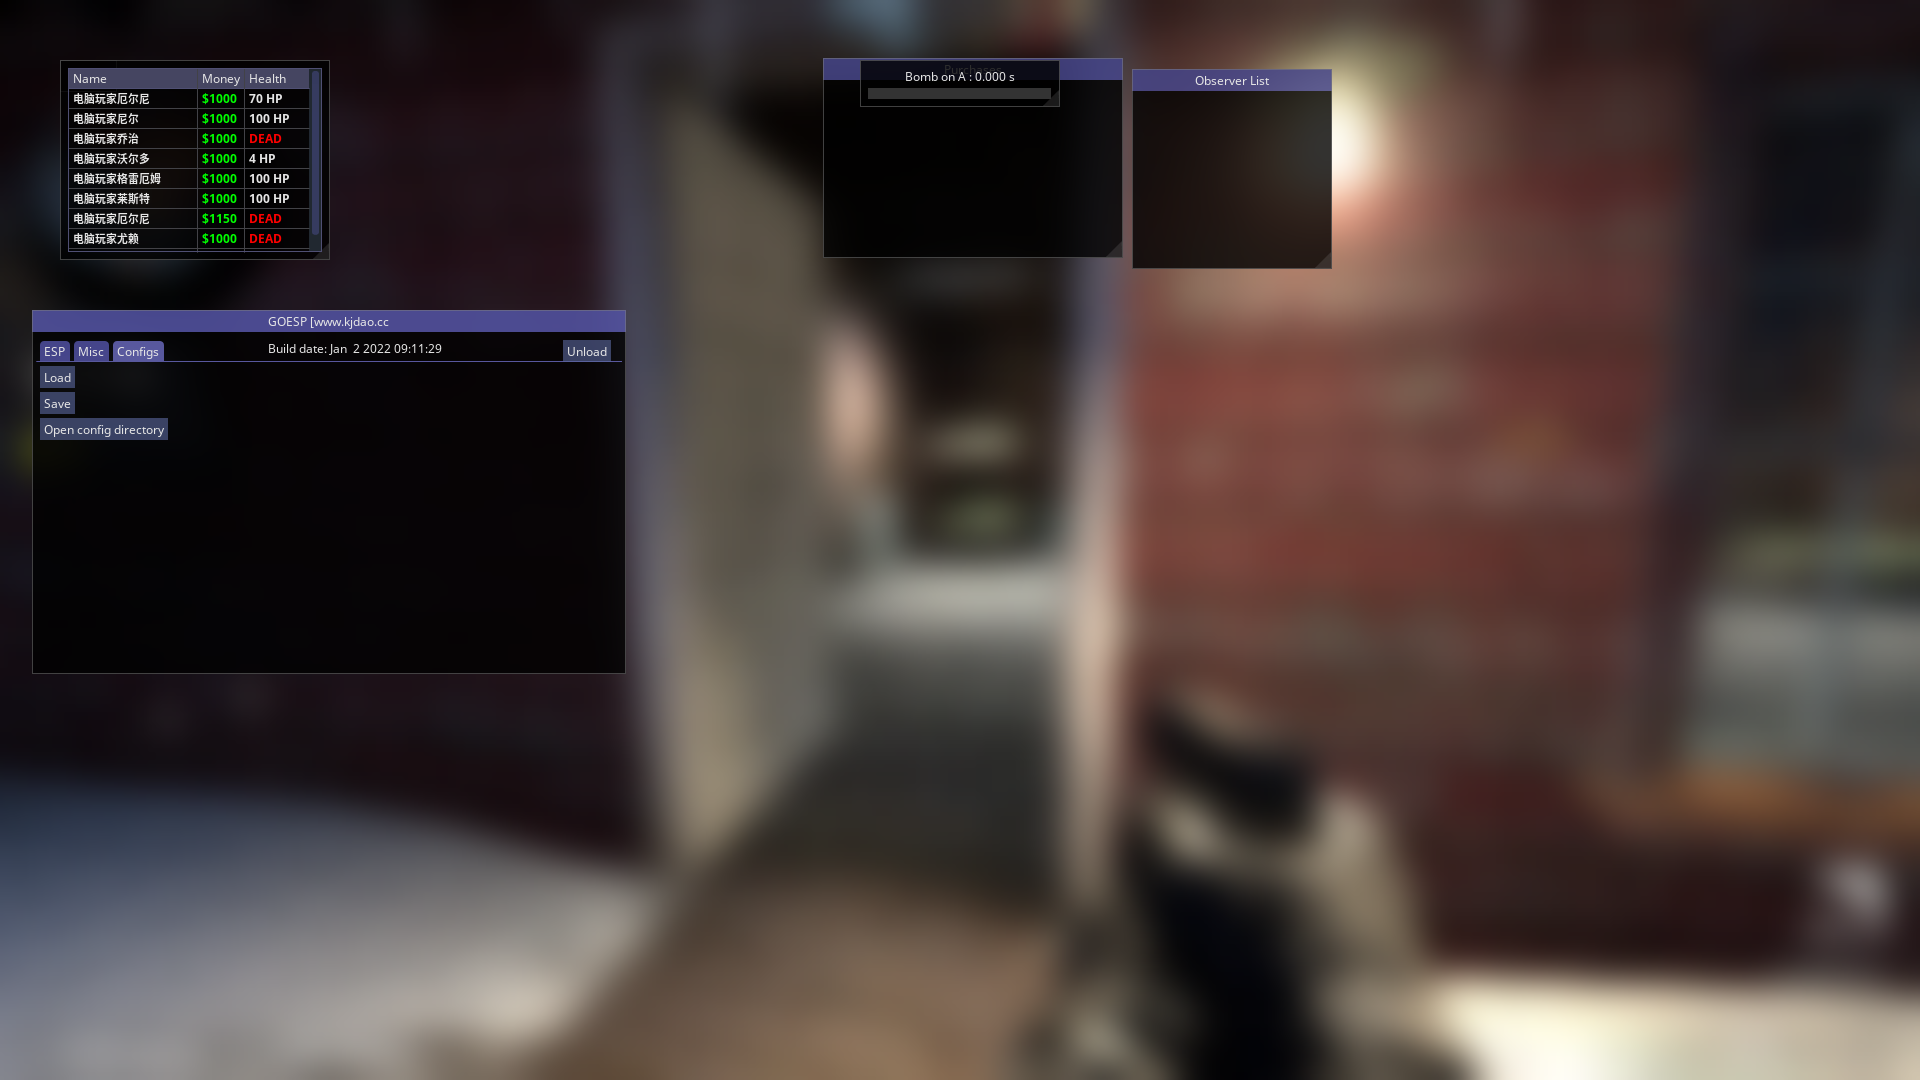 Name Money Health
电脑玩家厄尔尼 $1000 70 HP
电脑玩家尼尔 $1000 100 HP
电脑玩家乔治 $1000 DEAD
电脑玩家沃尔多 $1000 4 HP
电脑玩家格雷厄姆 $1000 100 HP
电脑玩家莱斯特 $1000 100 HP
电脑玩家厄尔尼 $1150 DEAD
电脑玩家尤赖 $1000 DEAD
Purchases
Bomb on A : 0.000 s
Observer List
GOESP [www.kjdao.cc
ESP Misc Configs Build date: Jan  2 2022 09:11:29 Unload
Load
Save
Open config directory